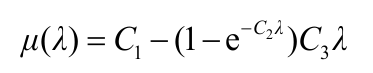 μ(λ) = C₁ − (1 − e^{−C₂λ})C₃λ